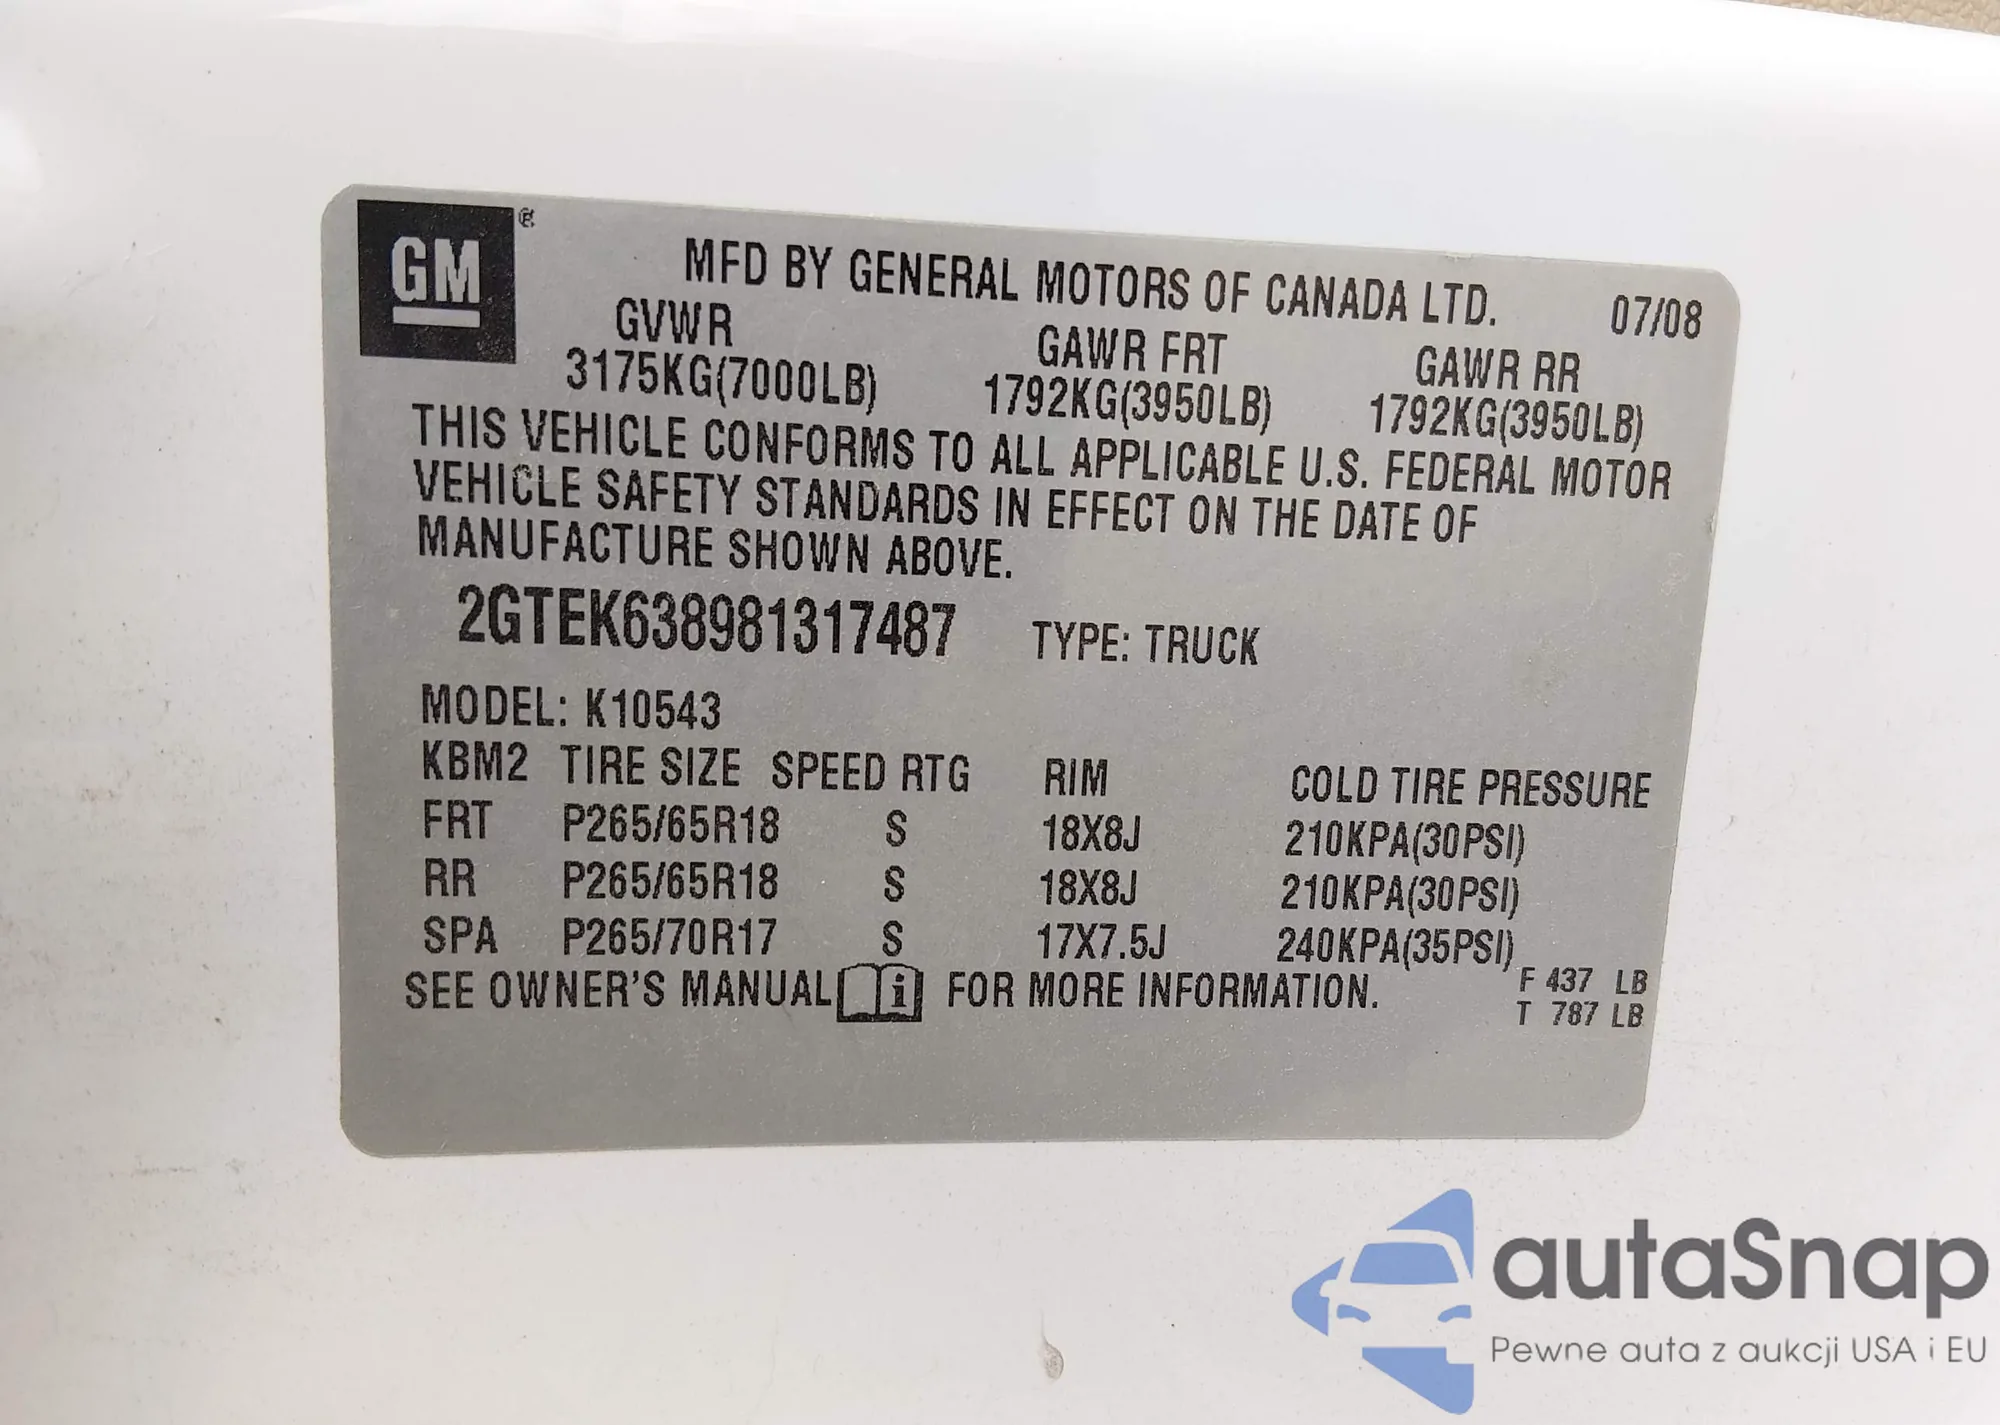 GM ®
MFD BY GENERAL MOTORS OF CANADA LTD. 07/08
GVWR GAWR FRT GAWR RR
3175KG(7000LB) 1792KG(3950LB) 1792KG(3950LB)
THIS VEHICLE CONFORMS TO ALL APPLICABLE U.S. FEDERAL MOTOR
VEHICLE SAFETY STANDARDS IN EFFECT ON THE DATE OF
MANUFACTURE SHOWN ABOVE.
2GTEK638981317487 TYPE: TRUCK
MODEL: K10543
KBM2 TIRE SIZE SPEED RTG RIM COLD TIRE PRESSURE
FRT P265/65R18 S 18X8J 210KPA(30PSI)
RR P265/65R18 S 18X8J 210KPA(30PSI)
SPA P265/70R17 S 17X7.5J 240KPA(35PSI)
SEE OWNER'S MANUAL i FOR MORE INFORMATION. F 437 LB
T 787 LB
autaSnap
Pewne auta z aukcji USA i EU